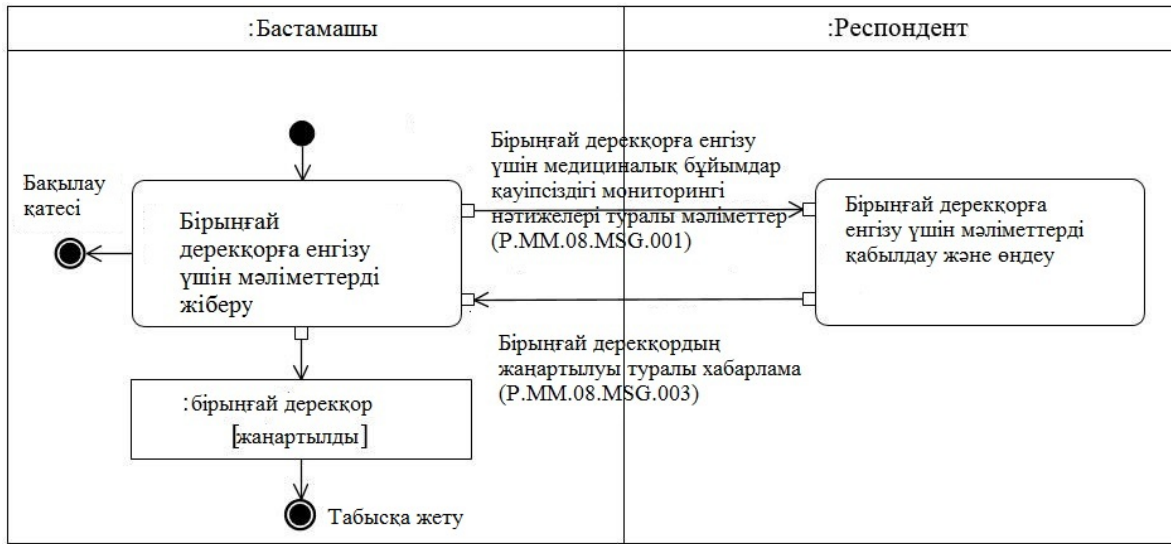 :Бастамашы
:Респондент
Бақылау
қатесі
Бірыңғай
дерекқорға енгізу
үшін мәліметтерді
жіберу
Бірыңғай дерекқорға енгізу
үшін медициналық бұйымдар
қауіпсіздігі мониторингі
нәтижелері туралы мәліметтер
(P.MM.08.MSG.001)
Бірыңғай дерекқорға
енгізу үшін мәліметтерді
қабылдау және өңдеу
Бірыңғай дерекқордың
жаңартылуы туралы хабарлама
(P.MM.08.MSG.003)
:бірыңғай дерекқор
[жаңартылды]
Табысқа жету